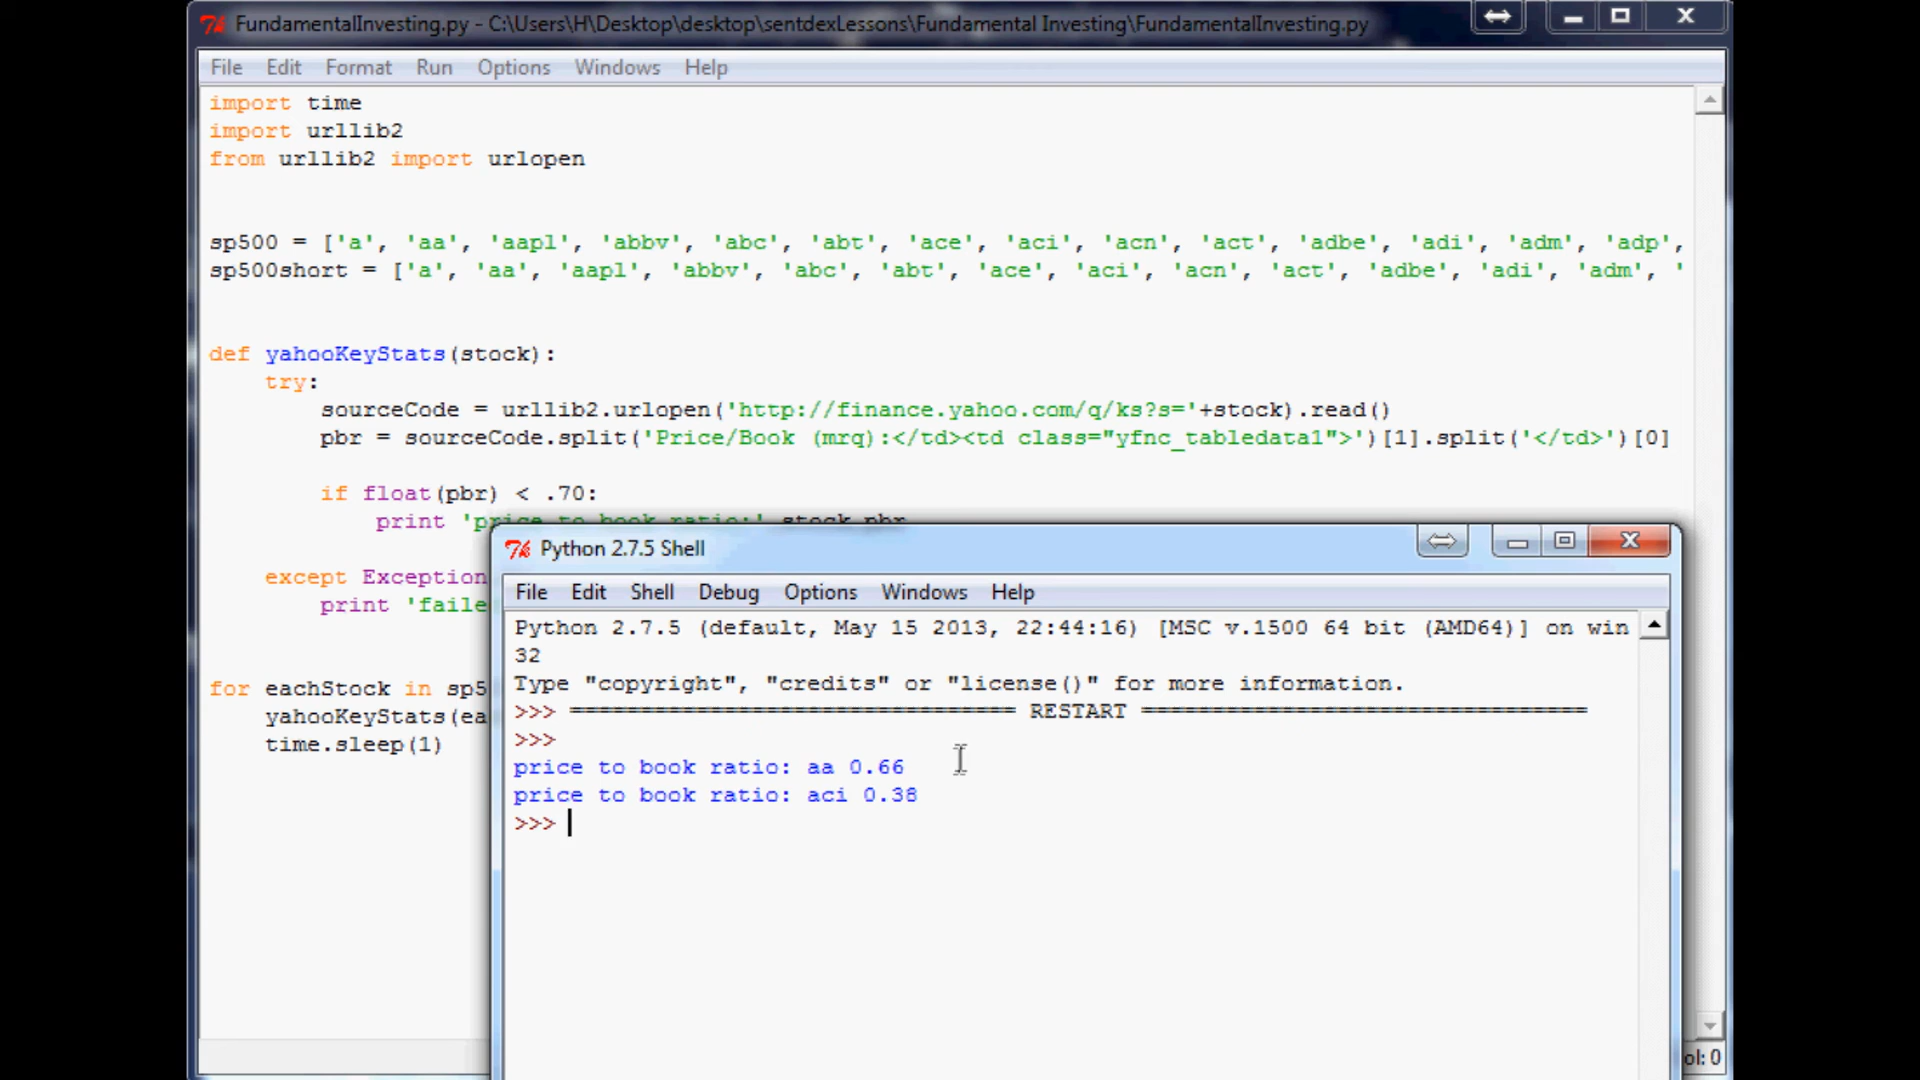 FundamentalInvesting.py - C:\Users\H\Desktop\desktop\sentdexLessons\Fundamental Investing\FundamentalInvesting.py
File Edit Format Run Options Windows Help
import time
import urllib2
from urllib2 import urlopen
sp500 = ['a', 'aa', 'aapl', 'abbv', 'abc', 'abt', 'ace', 'aci', 'acn', 'act', 'adbe', 'adi', 'adm', 'adp',
sp500short = ['a', 'aa', 'aapl', 'abbv', 'abc', 'abt', 'ace', 'aci', 'acn', 'act', 'adbe', 'adi', 'adm', '
def yahooKeyStats(stock):
try:
sourceCode = urllib2.urlopen('http://finance.yahoo.com/q/ks?s='+stock).read()
pbr = sourceCode.split('Price/Book (mrq):</td><td class="yfnc_tabledata1">')[1].split('</td>')[0]
if float(pbr) < .70:
print 'price to book ratio:',stock,pbr
except Exception
print 'faile
for eachStock in sp5
yahooKeyStats(ea
time.sleep(1)
Python 2.7.5 Shell
File Edit Shell Debug Options Windows Help
Python 2.7.5 (default, May 15 2013, 22:44:16) [MSC v.1500 64 bit (AMD64)] on win
32
Type "copyright", "credits" or "license()" for more information.
>>> ================================ RESTART ================================
>>>
price to book ratio: aa 0.66
price to book ratio: aci 0.38
>>>
ol: 0